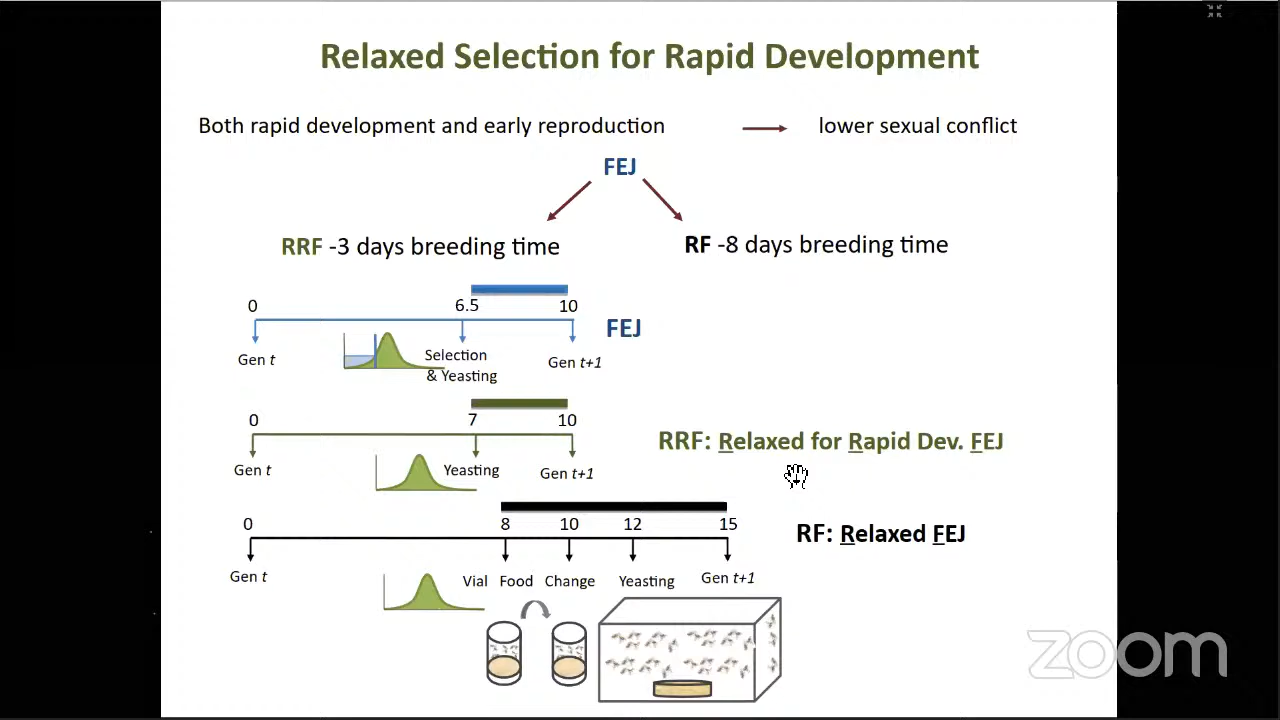 Relaxed Selection for Rapid Development
Both rapid development and early reproduction lower sexual conflict
FEJ
RRF -3 days breeding time
RF -8 days breeding time
0 6.5 10
FEJ
Gen t Selection & Yeasting Gen t+1
0 7 10
RRF: Relaxed for Rapid Dev. FEJ
Gen t Yeasting Gen t+1
0 8 10 12 15
RF: Relaxed FEJ
Gen t Vial Food Change Yeasting Gen t+1
zoom